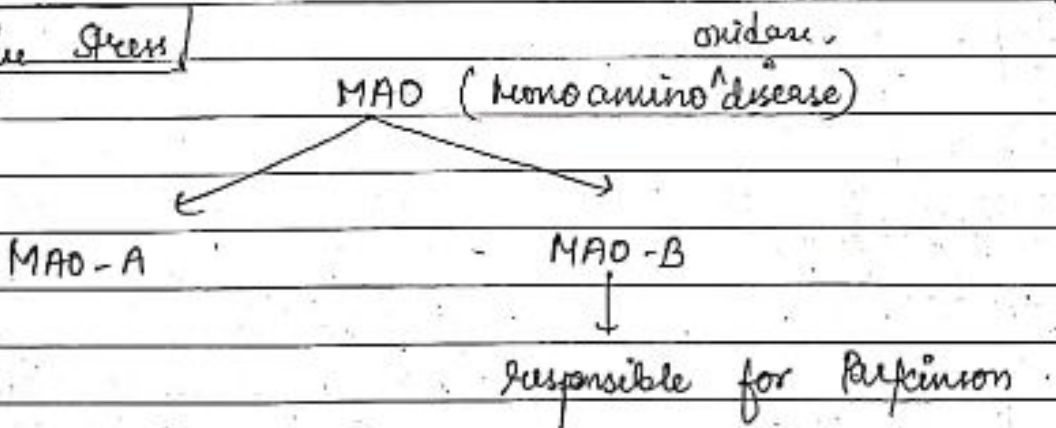 Stress
oxidase.
MAO (Monoamino ^ disease)
MAO-A
MAO-B
responsible for Parkinson